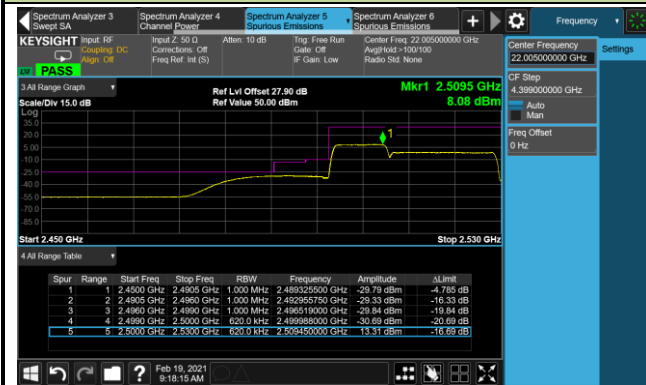 Spectrum Analyzer 3
Swept SA
Spectrum Analyzer 4
Channel Power
Spectrum Analyzer 5
Spurious Emissions
Spectrum Analyzer 6
Spurious Emissions
+
Frequency
KEYSIGHT
Input: RF
Coupling: DC
Align: Off
Input Z: 50 Ω
Corrections: Off
Freq Ref: Int (S)
Atten: 10 dB
Trig: Free Run
Gate: Off
IF Gain: Low
Center Freq: 22.005000000 GHz
Avg|Hold:>100/100
Radio Std: None
PASS
Center Frequency
22.005000000 GHz
Settings
CF Step
4.399000000 GHz
Auto
Man
Freq Offset
0 Hz
3 All Range Graph
Ref Lvl Offset 27.90 dB
Mkr1 2.5095 GHz
Scale/Div 15.0 dB
Ref Value 50.00 dBm
8.08 dBm
Log
35.0
20.0
5.00
-10.0
-25.0
-40.0
-55.0
-70.0
-85.0
1
Start 2.450 GHz
Stop 2.530 GHz
4 All Range Table
Spur Range Start Freq Stop Freq RBW Frequency Amplitude ΔLimit
1 1 2.4500 GHz 2.4905 GHz 1.000 MHz 2.489325500 GHz -29.79 dBm -4.785 dB
2 2 2.4905 GHz 2.4960 GHz 1.000 MHz 2.492955750 GHz -29.33 dBm -16.33 dB
3 3 2.4960 GHz 2.4990 GHz 1.000 MHz 2.496519000 GHz -29.84 dBm -19.84 dB
4 4 2.4990 GHz 2.5000 GHz 620.0 kHz 2.499988000 GHz -30.69 dBm -20.69 dB
5 5 2.5000 GHz 2.5300 GHz 620.0 kHz 2.509450000 GHz 13.31 dBm -16.69 dB
?
Feb 19, 2021
9:18:15 AM